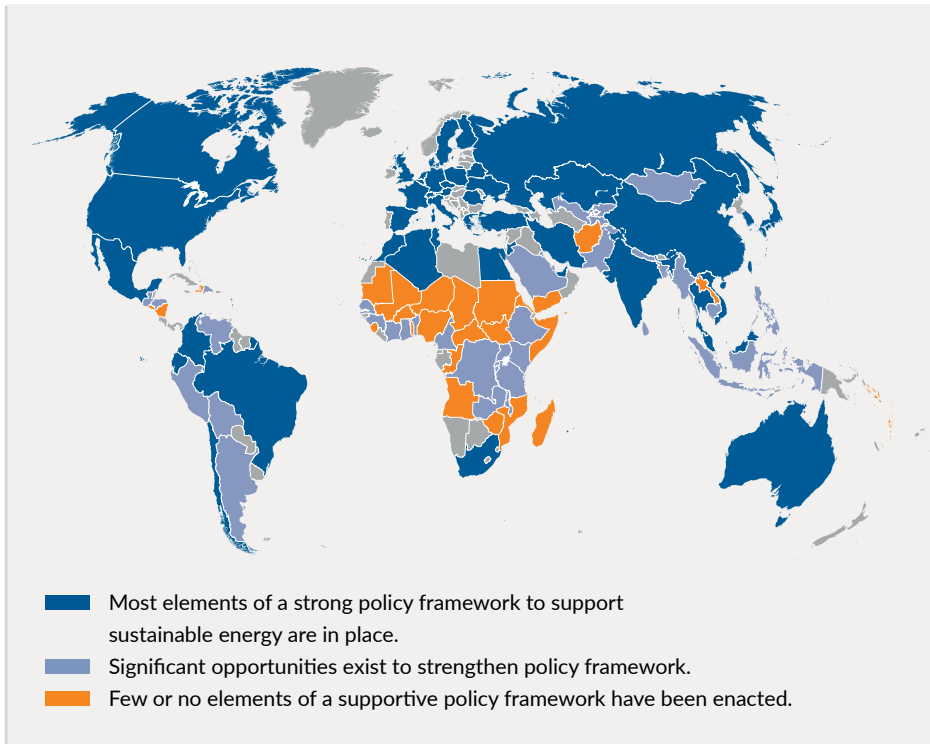 Most elements of a strong policy framework to support
sustainable energy are in place.
Significant opportunities exist to strengthen policy framework.
Few or no elements of a supportive policy framework have been enacted.